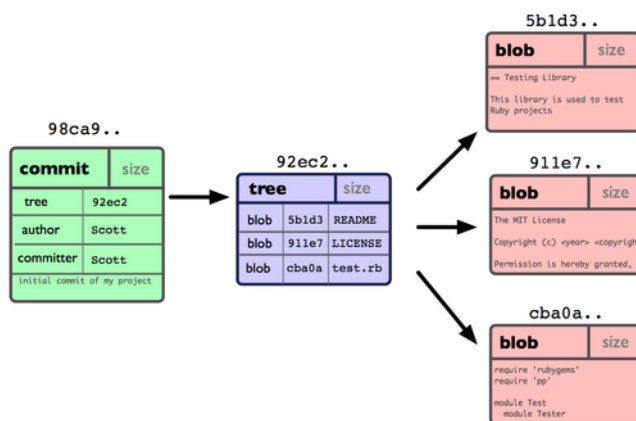 98ca9..
commit size
tree 92ec2
author Scott
committer Scott
initial commit of my project
92ec2..
tree size
blob 5b1d3 README
blob 911e7 LICENSE
blob cba0a test.rb
5b1d3..
blob size
== Testing Library
This library is used to test
Ruby projects
911e7..
blob size
The MIT License
Copyright (c) <year> <copyrigh
Permission is hereby granted,
cba0a..
blob size
require 'rubygems'
require 'pp'
module Test
module Tester